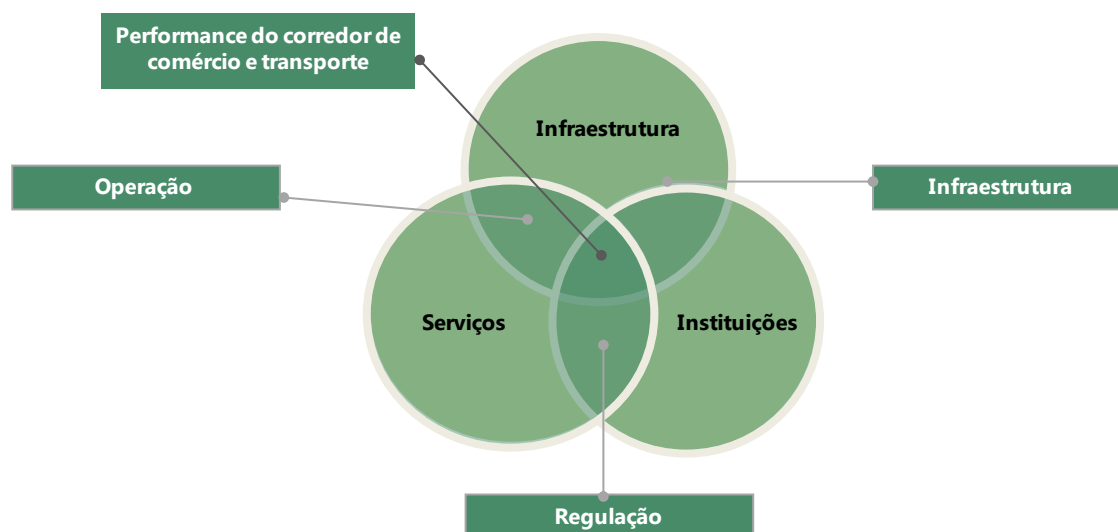 Performance do corredor de
comércio e transporte
Infraestrutura
Operação
Infraestrutura
Serviços
Instituições
Regulação